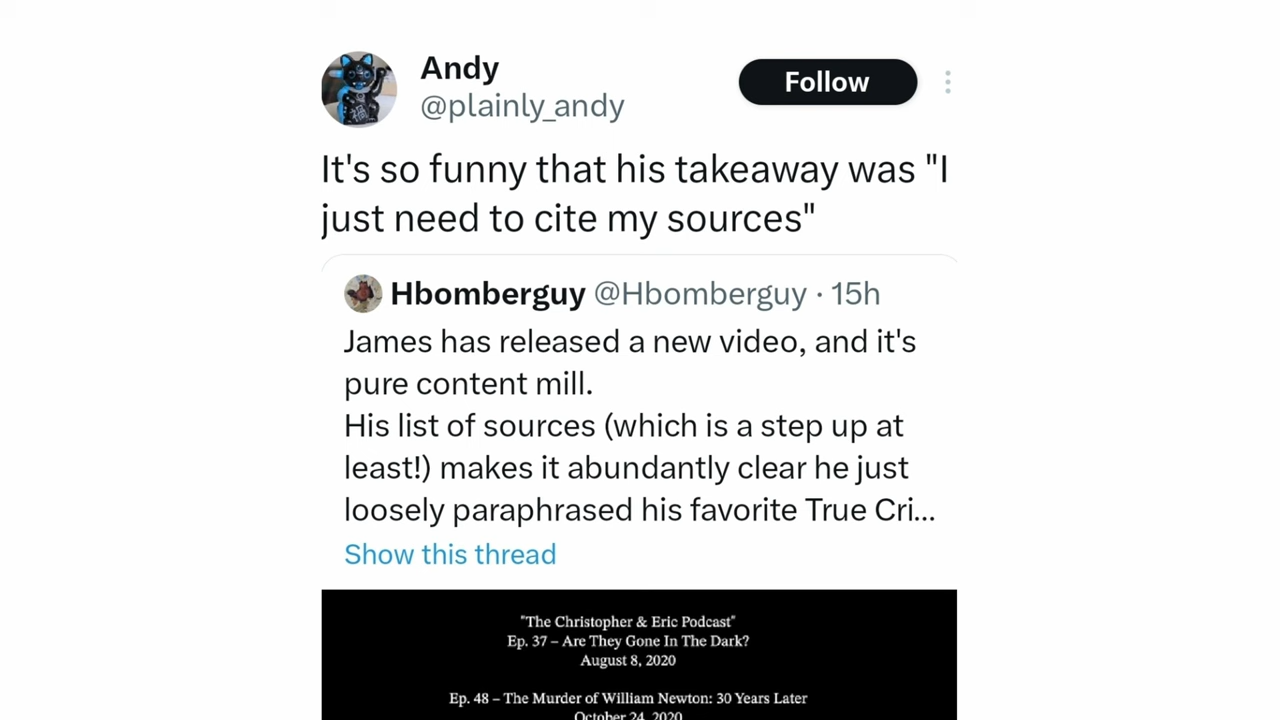 Andy
@plainly_andy
Follow
It's so funny that his takeaway was "I
just need to cite my sources"
Hbomberguy @Hbomberguy · 15h
James has released a new video, and it's
pure content mill.
His list of sources (which is a step up at
least!) makes it abundantly clear he just
loosely paraphrased his favorite True Cri...
Show this thread
"The Christopher & Eric Podcast"
Ep. 37 – Are They Gone In The Dark?
August 8, 2020
Ep. 48 – The Murder of William Newton: 30 Years Later
October 24, 2020